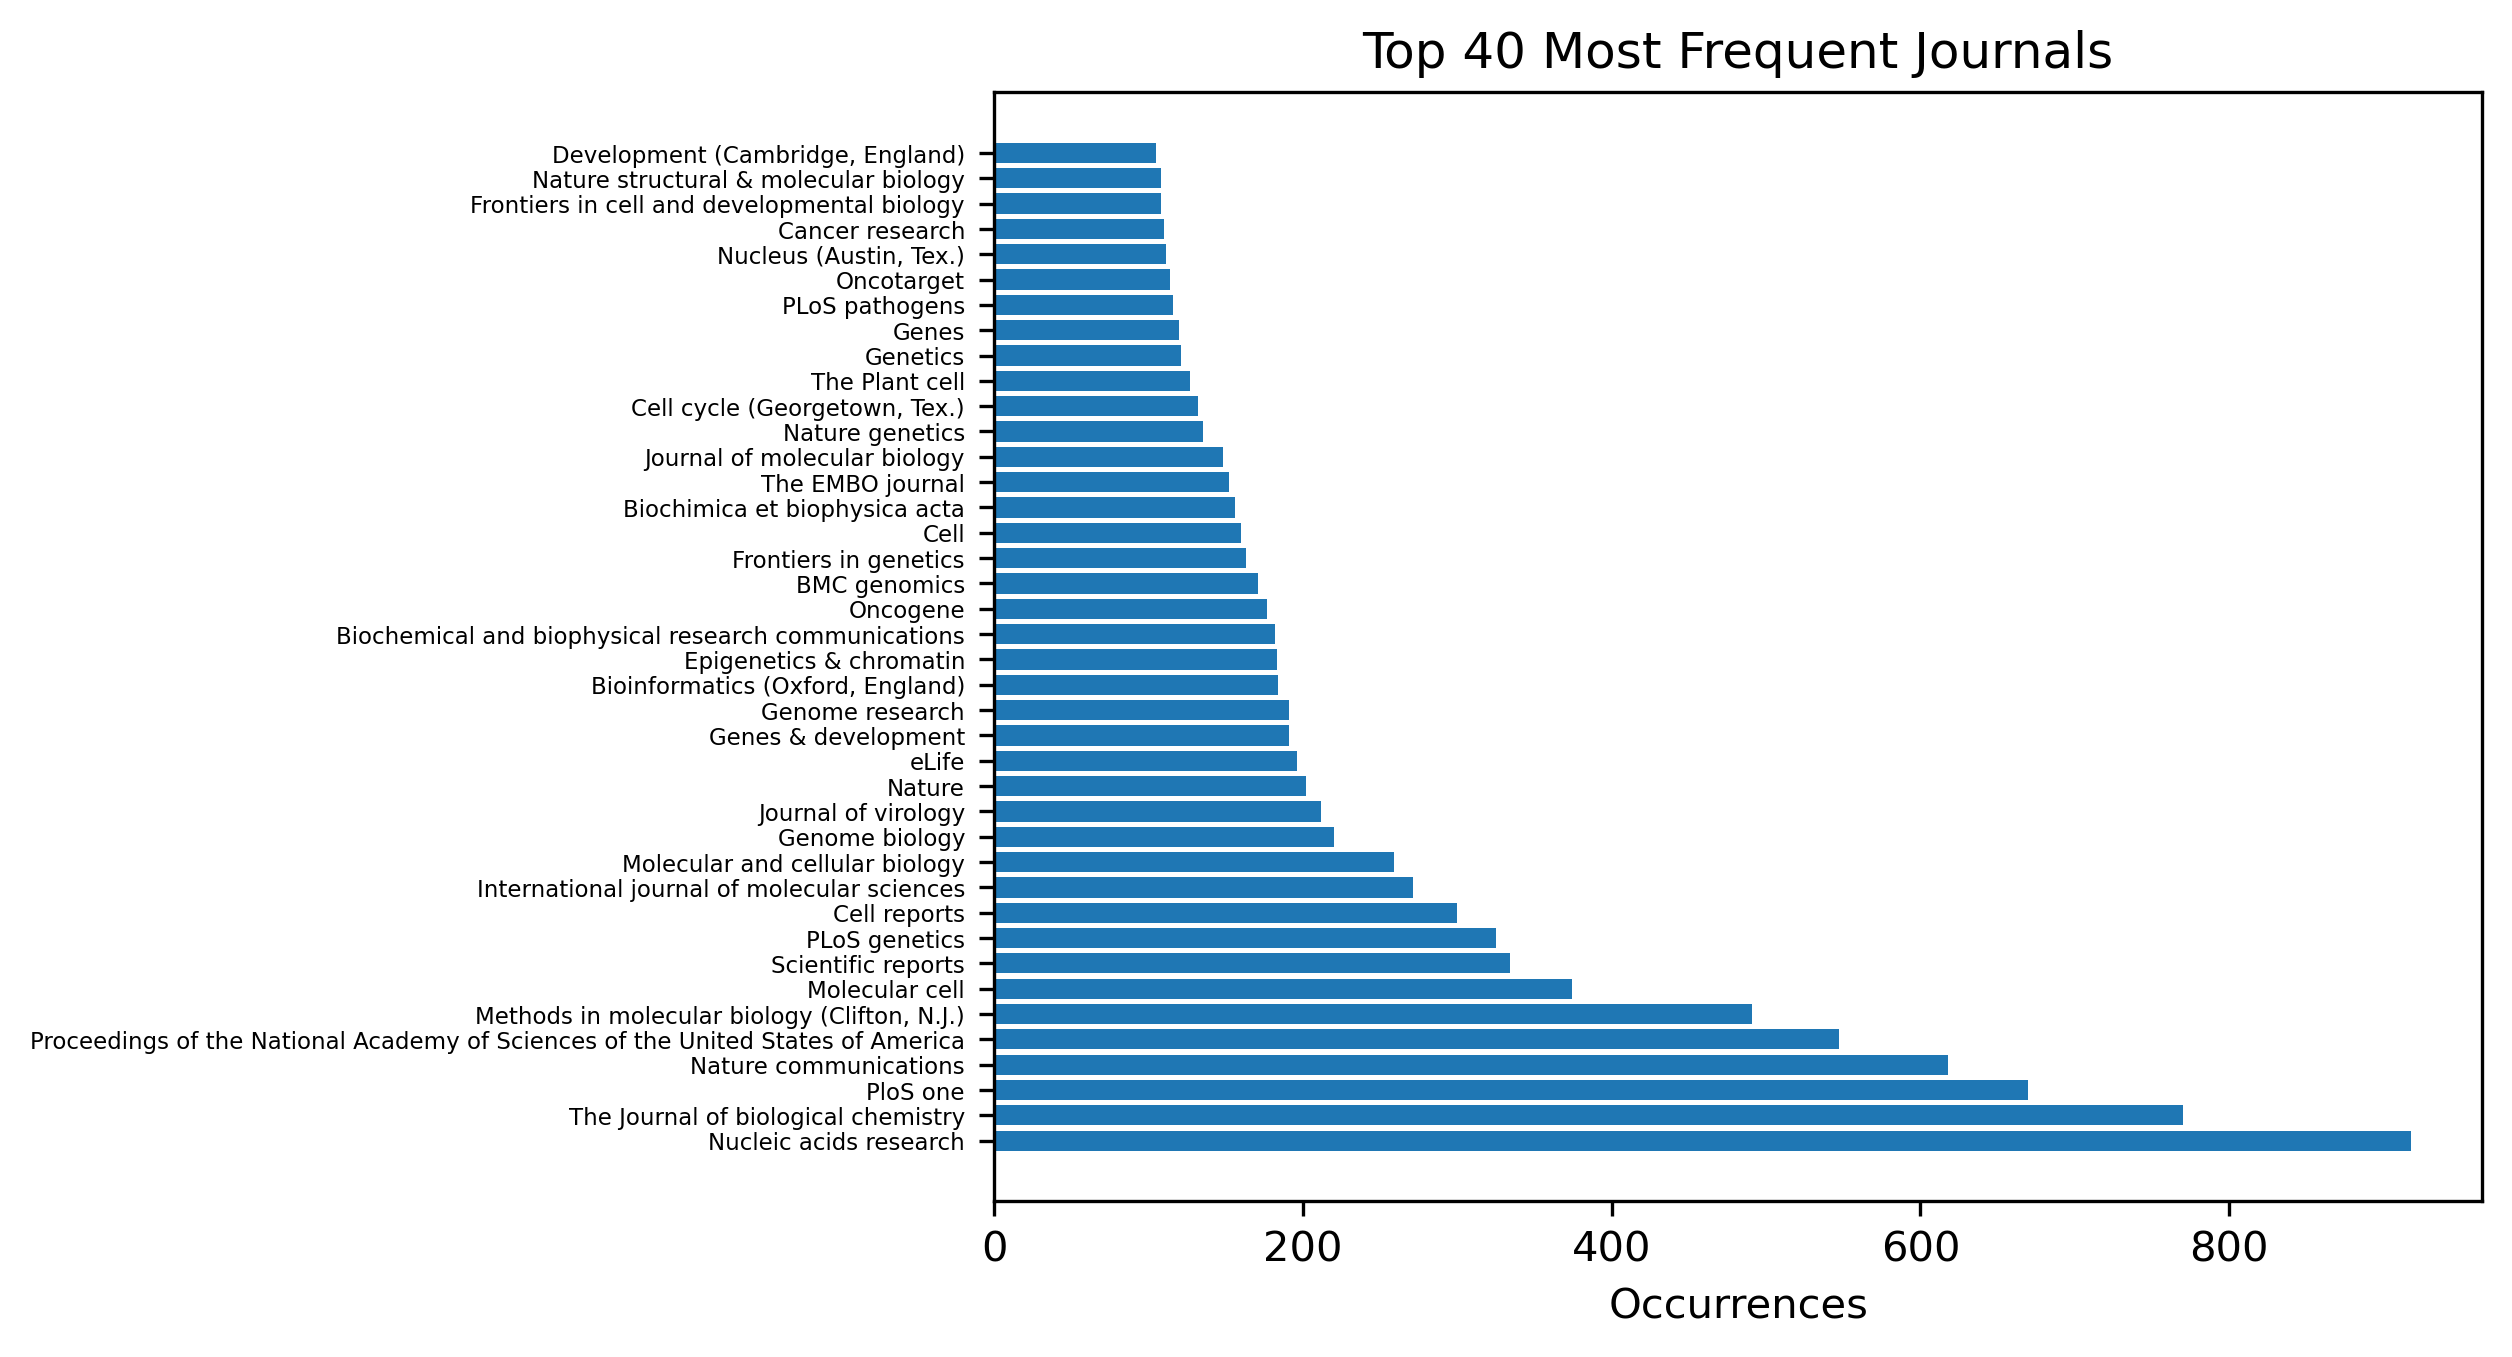 Top 40 Most Frequent Journals
Development (Cambridge, England)
Nature structural & molecular biology
Frontiers in cell and developmental biology
Cancer research
Nucleus (Austin, Tex.)
Oncotarget
PLoS pathogens
Genes
Genetics
The Plant cell
Cell cycle (Georgetown, Tex.)
Nature genetics
Journal of molecular biology
The EMBO journal
Biochimica et biophysica acta
Cell
Frontiers in genetics
BMC genomics
Oncogene
Biochemical and biophysical research communications
Epigenetics & chromatin
Bioinformatics (Oxford, England)
Genome research
Genes & development
eLife
Nature
Journal of virology
Genome biology
Molecular and cellular biology
International journal of molecular sciences
Cell reports
PLoS genetics
Scientific reports
Molecular cell
Methods in molecular biology (Clifton, N.J.)
Proceedings of the National Academy of Sciences of the United States of America
Nature communications
PloS one
The Journal of biological chemistry
Nucleic acids research
0 200 400 600 800
Occurrences